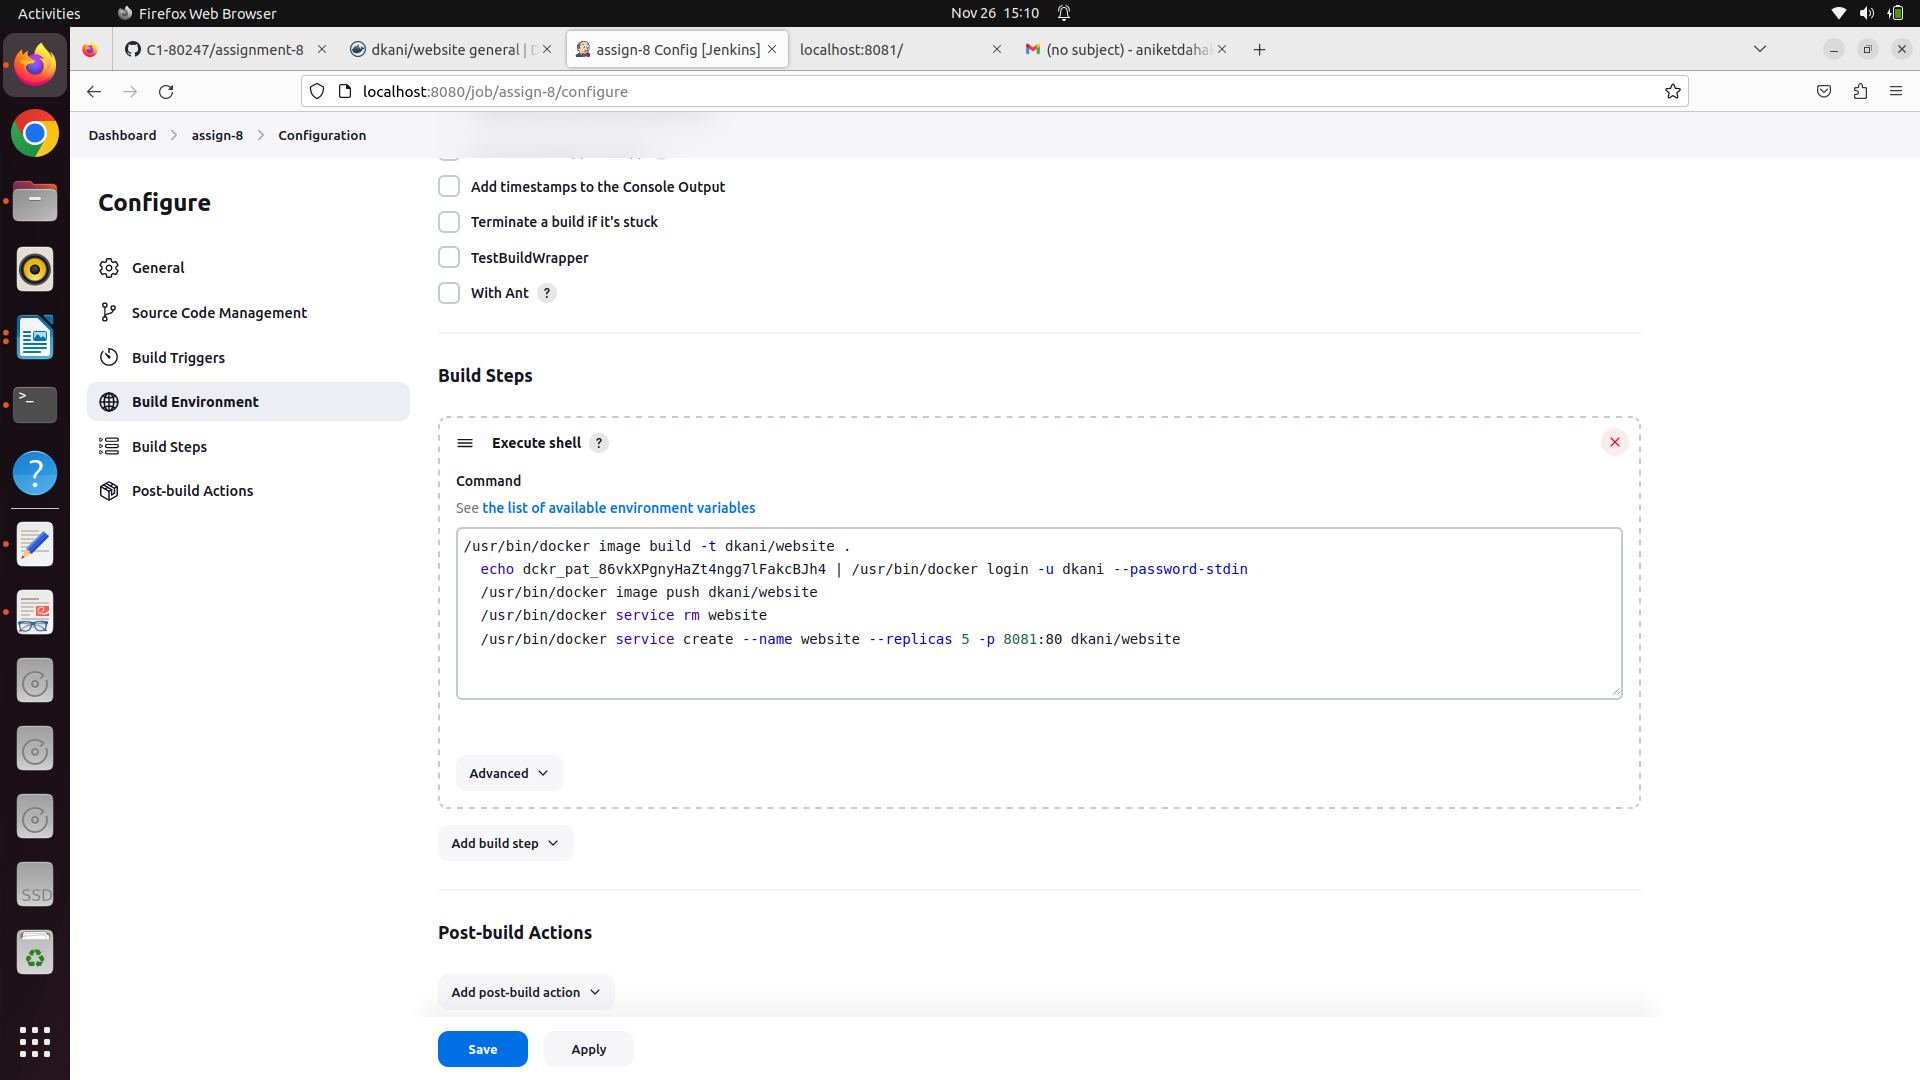 Activities
Firefox Web Browser
Nov 26 15:10
C1-80247/assignment-8
dkani/website general | D
assign-8 Config [Jenkins]
localhost:8081/
(no subject) - aniketdahak
localhost:8080/job/assign-8/configure
Dashboard
assign-8
Configuration
Configure
General
Source Code Management
Build Triggers
Build Environment
Build Steps
Post-build Actions
Add timestamps to the Console Output
Terminate a build if it's stuck
TestBuildWrapper
With Ant ?
Build Steps
Execute shell ?
Command
See the list of available environment variables
/usr/bin/docker image build -t dkani/website .
echo dckr_pat_86vkXPgnyHaZt4ngg7lFakcBJh4 | /usr/bin/docker login -u dkani --password-stdin
/usr/bin/docker image push dkani/website
/usr/bin/docker service rm website
/usr/bin/docker service create --name website --replicas 5 -p 8081:80 dkani/website
Advanced
Add build step
Post-build Actions
Add post-build action
Save
Apply
SSD